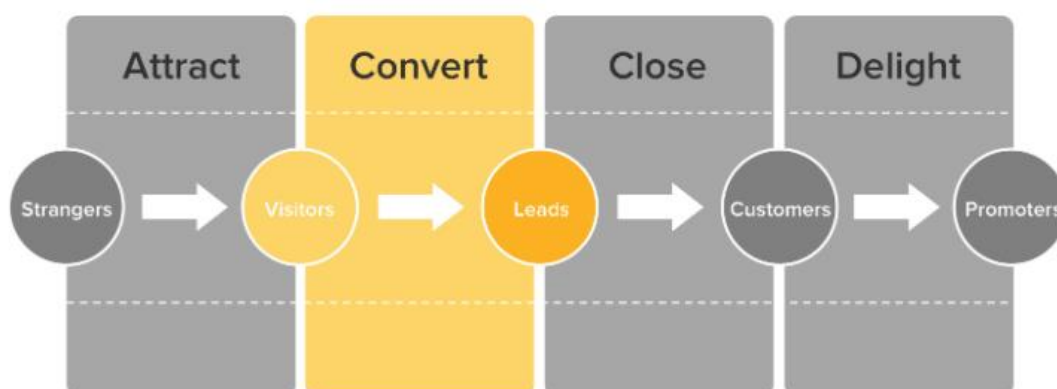 Attract Convert Close Delight
Strangers Visitors Leads Customers Promoters